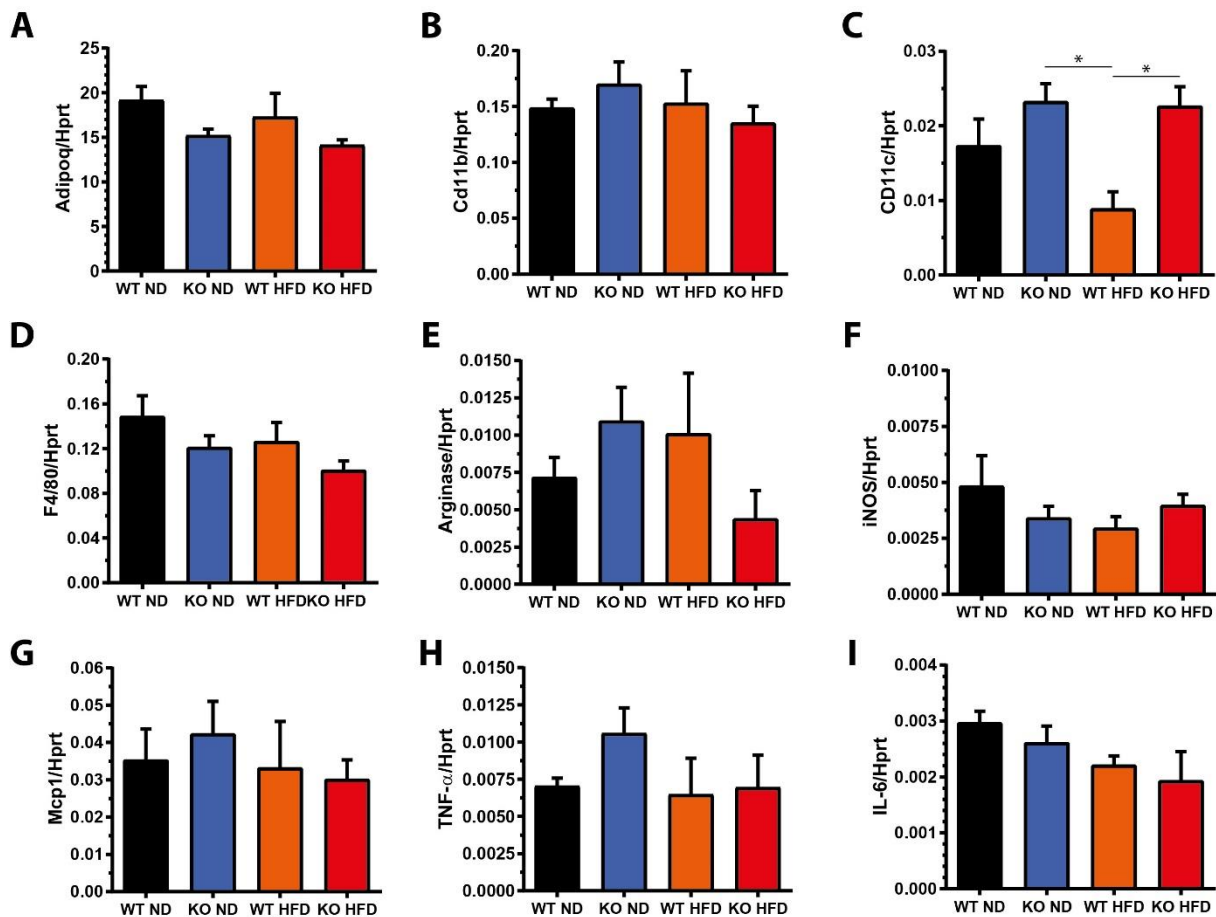 A
Adipoq/Hprt
25
20
15
10
5
0
WT ND KO ND WT HFD KO HFD
B
Cd11b/Hprt
0.20
0.15
0.10
0.05
0.00
WT ND KO ND WT HFD KO HFD
C
CD11c/Hprt
0.03
0.02
0.01
0.00
* *
WT ND KO ND WT HFD KO HFD
D
F4/80/Hprt
0.20
0.16
0.12
0.08
0.04
0.00
WT ND KO ND WT HFD KO HFD
E
Arginase/Hprt
0.0150
0.0125
0.0100
0.0075
0.0050
0.0025
0.0000
WT ND KO ND WT HFD KO HFD
F
iNOS/Hprt
0.0100
0.0075
0.0050
0.0025
0.0000
WT ND KO ND WT HFD KO HFD
G
Mcp1/Hprt
0.06
0.05
0.04
0.03
0.02
0.01
0.00
WT ND KO ND WT HFD KO HFD
H
TNF-α/Hprt
0.0150
0.0125
0.0100
0.0075
0.0050
0.0025
0.0000
WT ND KO ND WT HFD KO HFD
I
IL-6/Hprt
0.004
0.003
0.002
0.001
0.000
WT ND KO ND WT HFD KO HFD